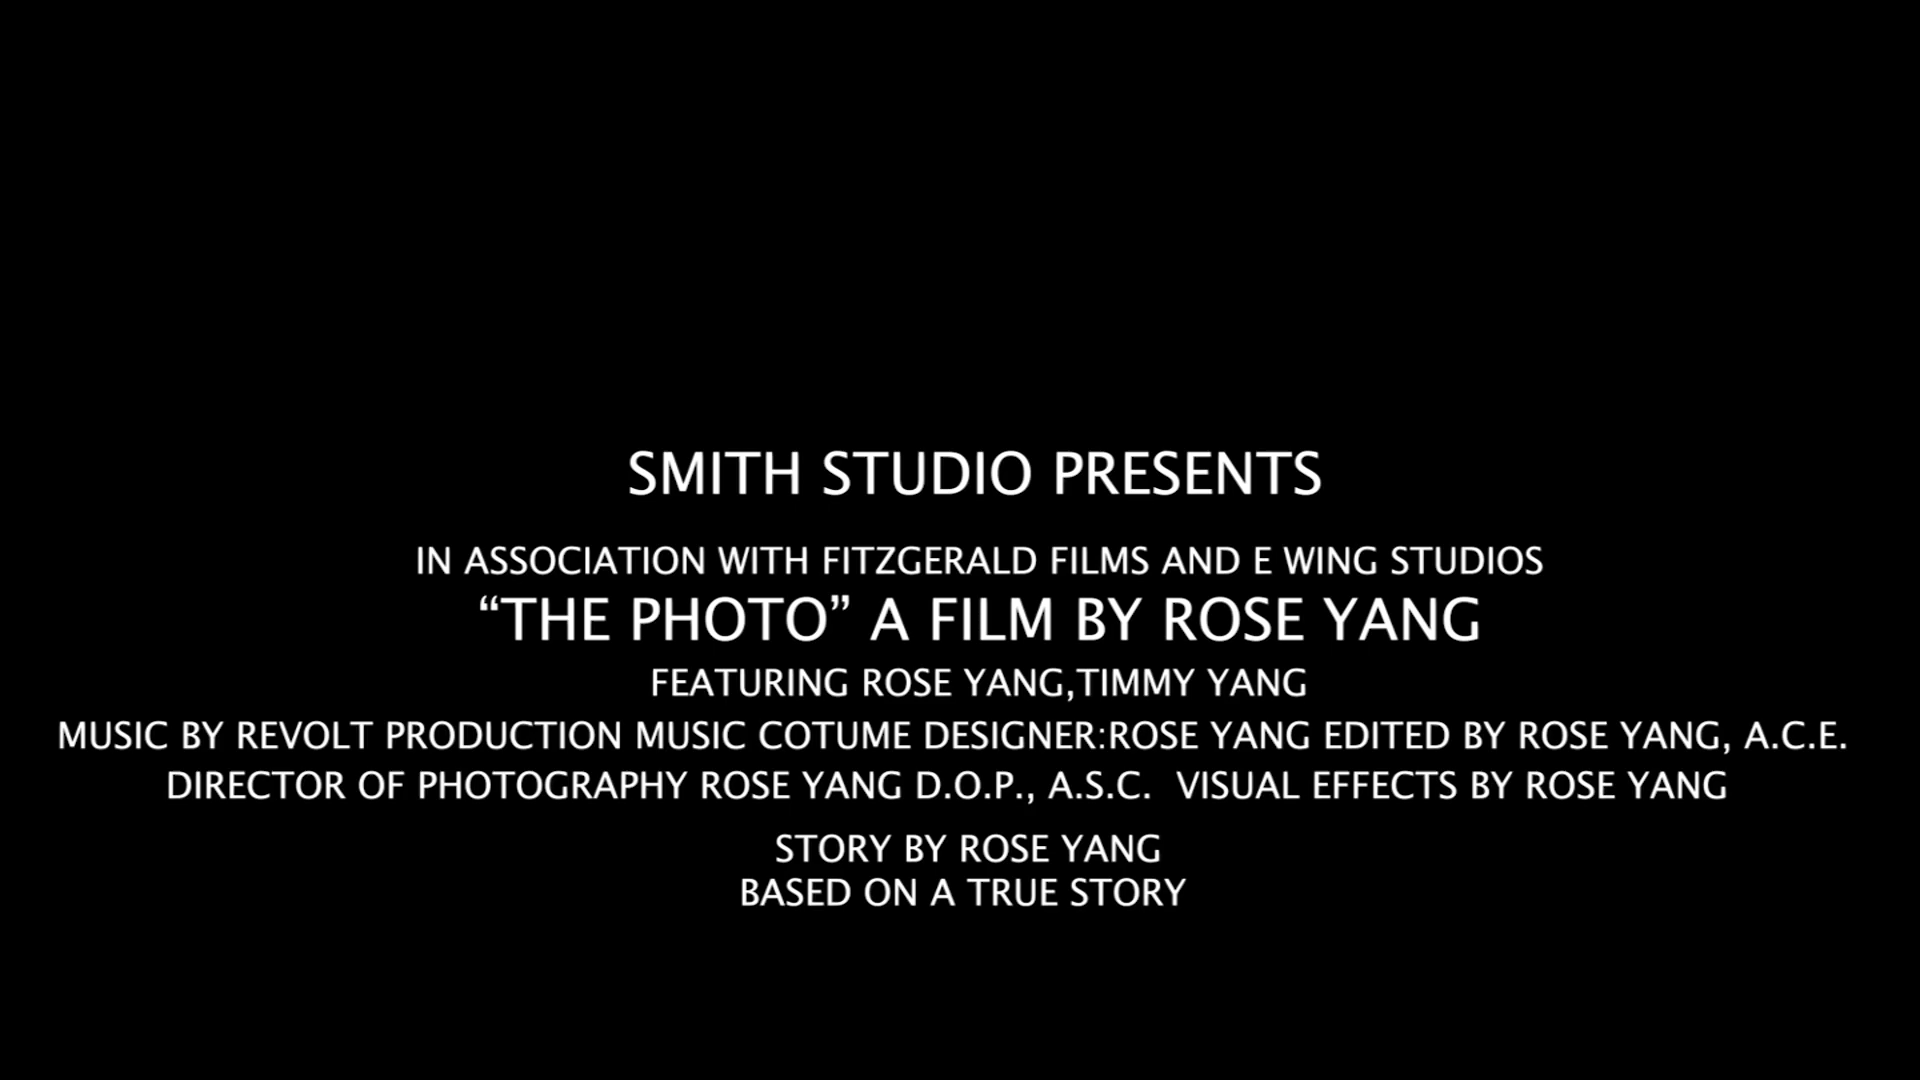 SMITH STUDIO PRESENTS
IN ASSOCIATION WITH FITZGERALD FILMS AND E WING STUDIOS
“THE PHOTO” A FILM BY ROSE YANG
FEATURING ROSE YANG,TIMMY YANG
MUSIC BY REVOLT PRODUCTION MUSIC COTUME DESIGNER:ROSE YANG EDITED BY ROSE YANG, A.C.E.
DIRECTOR OF PHOTOGRAPHY ROSE YANG D.O.P., A.S.C.  VISUAL EFFECTS BY ROSE YANG
STORY BY ROSE YANG
BASED ON A TRUE STORY